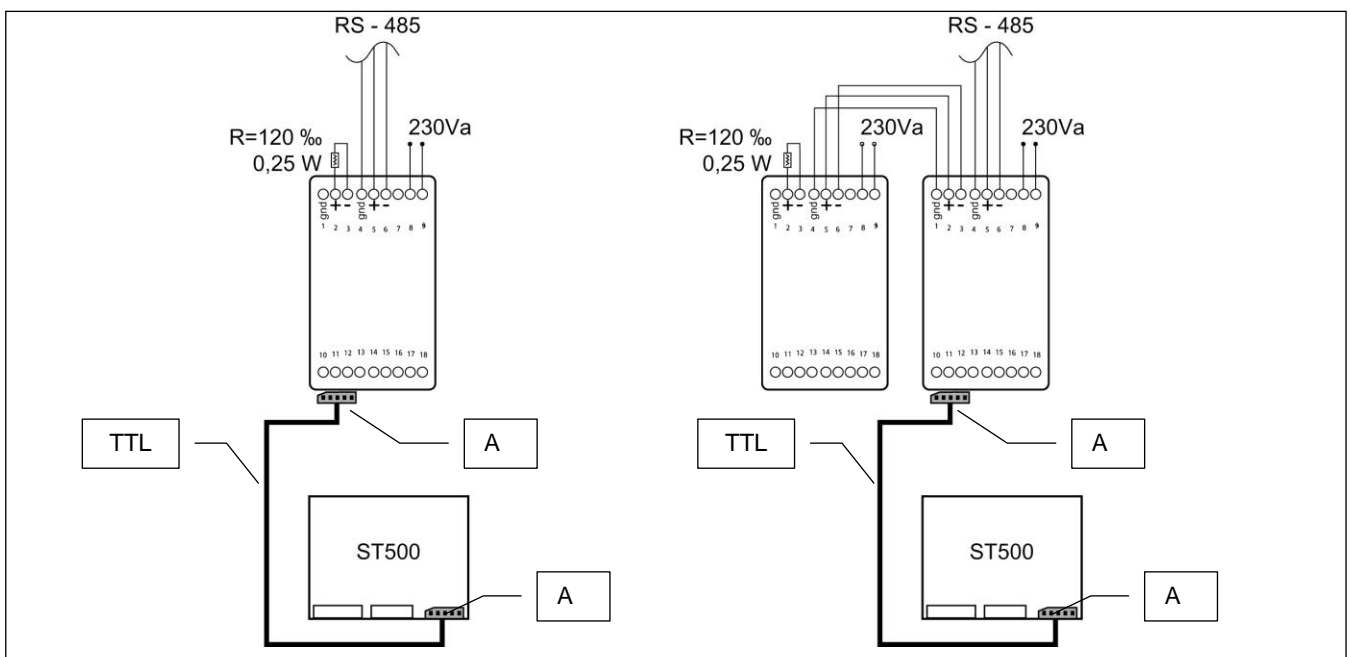 RS - 485
R=120 ‰
0,25 W
230Va
gnd + - gnd + -
1 2 3 4 5 6 7 8 9
10 11 12 13 14 15 16 17 18
TTL
A
ST500
A
RS - 485
R=120 ‰
0,25 W
230Va
230Va
gnd + - gnd + -
1 2 3 4 5 6 7 8 9
10 11 12 13 14 15 16 17 18
gnd + - gnd + -
1 2 3 4 5 6 7 8 9
10 11 12 13 14 15 16 17 18
TTL
A
ST500
A